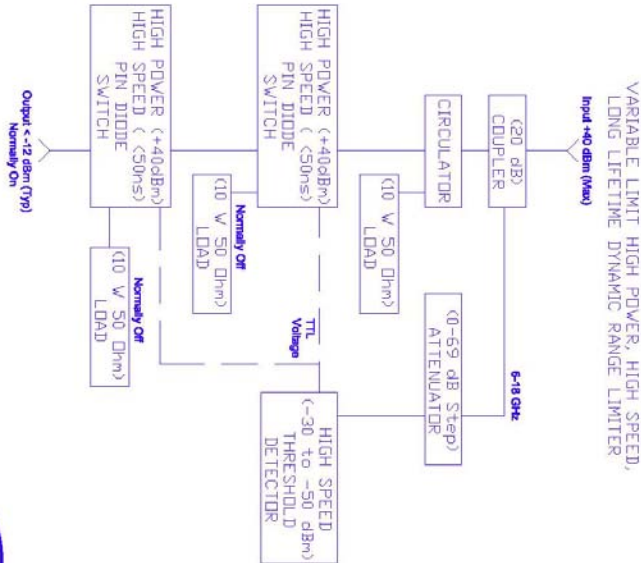 VARIABLE LIMIT HIGH POWER, HIGH SPEED,
LONG LIFETIME DYNAMIC RANGE LIMITER
Input +40 dBm (Max)
(20 dB)
COUPLER
6-18 GHz
CIRCULATOR
(10 W 50 Ohm)
LOAD
(0-69 dB Step)
ATTENUATOR
HIGH POWER (+40dBm)
HIGH SPEED ( <50ns)
PIN DIODE
SWITCH
Normally Off
(10 W 50 Ohm)
LOAD
TTL
Voltage
HIGH SPEED
(-30 to -50 dBm)
THRESHOLD
DETECTOR
HIGH POWER (+40dBm)
HIGH SPEED ( <50ns)
PIN DIODE
SWITCH
Normally Off
(10 W 50 Ohm)
LOAD
Output < -12 dBm (Typ)
Normally On